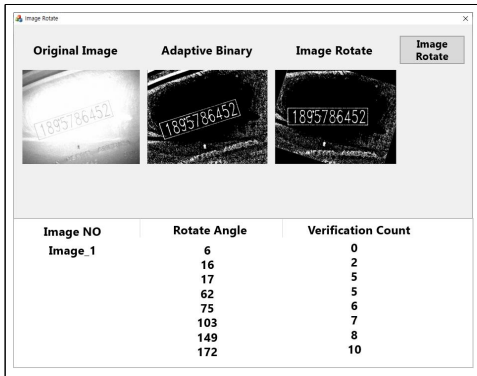 Image Rotate
Original Image Adaptive Binary Image Rotate Image Rotate
1895786452 1895786452 1895786452
Image NO Rotate Angle Verification Count
Image_1 6 0
16 2
17 5
62 5
75 6
103 7
149 8
172 10